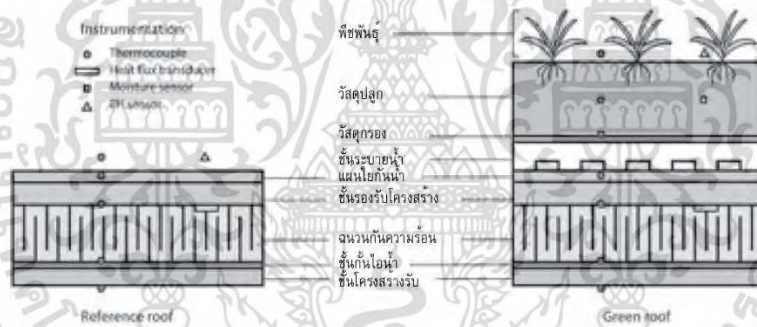 Instrumentation
Thermocouple
Heat flux transducer
Moisture sensor
RH sensor
พืชพันธุ์
วัสดุปลูก
วัสดุกรอง
ชั้นระบายน้ำ
แผ่นใยกันน้ำ
ชั้นรองรับโครงสร้าง
ฉนวนกันความร้อน
ชั้นกั้นไอน้ำ
ชั้นโครงสร้างรับ
Reference roof
Green roof